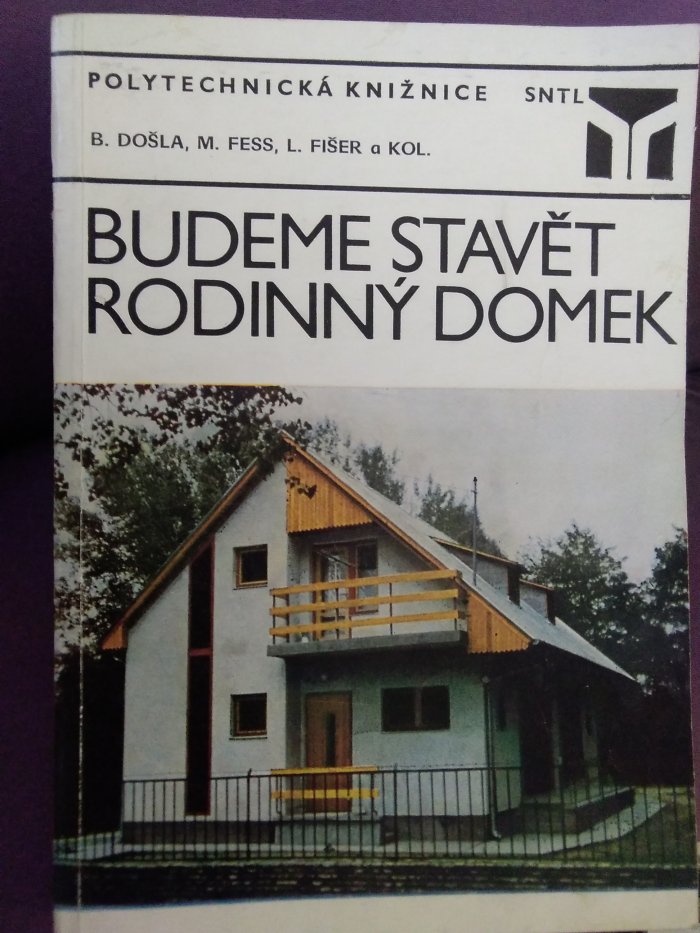 POLYTECHNICKÁ KNIŽNICE SNTL
B. DOŠLA, M. FESS, L. FIŠER a KOL.
BUDEME STAVĚT
RODINNÝ DOMEK